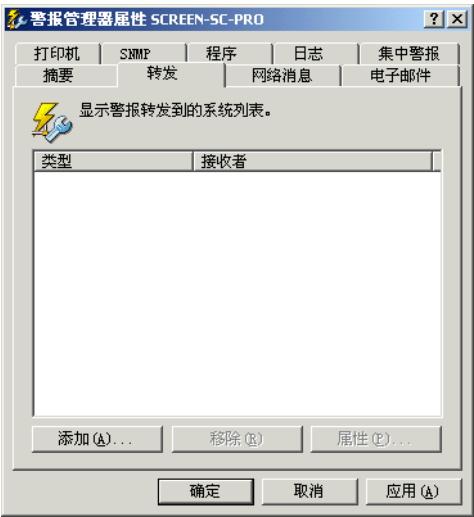 警报管理器属性 SCREEN-SC-PRO
打印机 SNMP 程序 日志 集中警报
摘要 转发 网络消息 电子邮件
显示警报转发到的系统列表。
类型 接收者
添加(A)... 移除(R) 属性(P)...
确定 取消 应用(A)